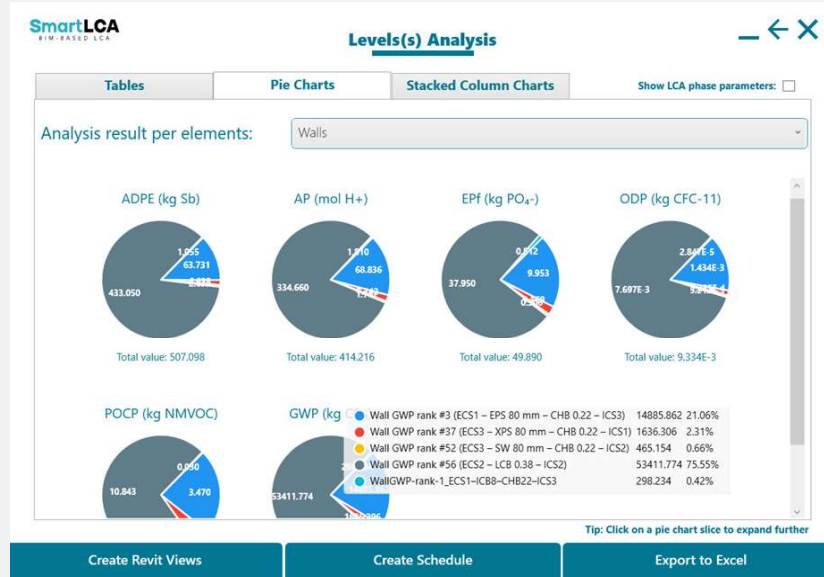 SmartLCA
BIM-BASED LCA
Levels(s) Analysis
Tables
Pie Charts
Stacked Column Charts
Show LCA phase parameters:
Analysis result per elements:
Walls
ADPE (kg Sb)
AP (mol H+)
EPf (kg PO₄-)
ODP (kg CFC-11)
1.055
63.731
433.050
1.810
68.836
334.660
0.512
9.953
37.950
1.434E-3
7.697E-3
Total value: 507.098
Total value: 414.216
Total value: 49.890
Total value: 9.334E-3
POCP (kg NMVOC)
GWP (kg
Wall GWP rank #3 (ECS1 – EPS 80 mm – CHB 0.22 – ICS3) 14885.862 21.06%
Wall GWP rank #37 (ECS3 – XPS 80 mm – CHB 0.22 – ICS1) 1636.306 2.31%
Wall GWP rank #52 (ECS3 – SW 80 mm – CHB 0.22 – ICS2) 465.154 0.66%
Wall GWP rank #56 (ECS2 – LCB 0.38 – ICS2) 53411.774 75.55%
WallGWP-rank-1_ECS1–ICB8–CHB22–ICS3 298.234 0.42%
10.843
3.470
53411.774
Tip: Click on a pie chart slice to expand further
Create Revit Views
Create Schedule
Export to Excel